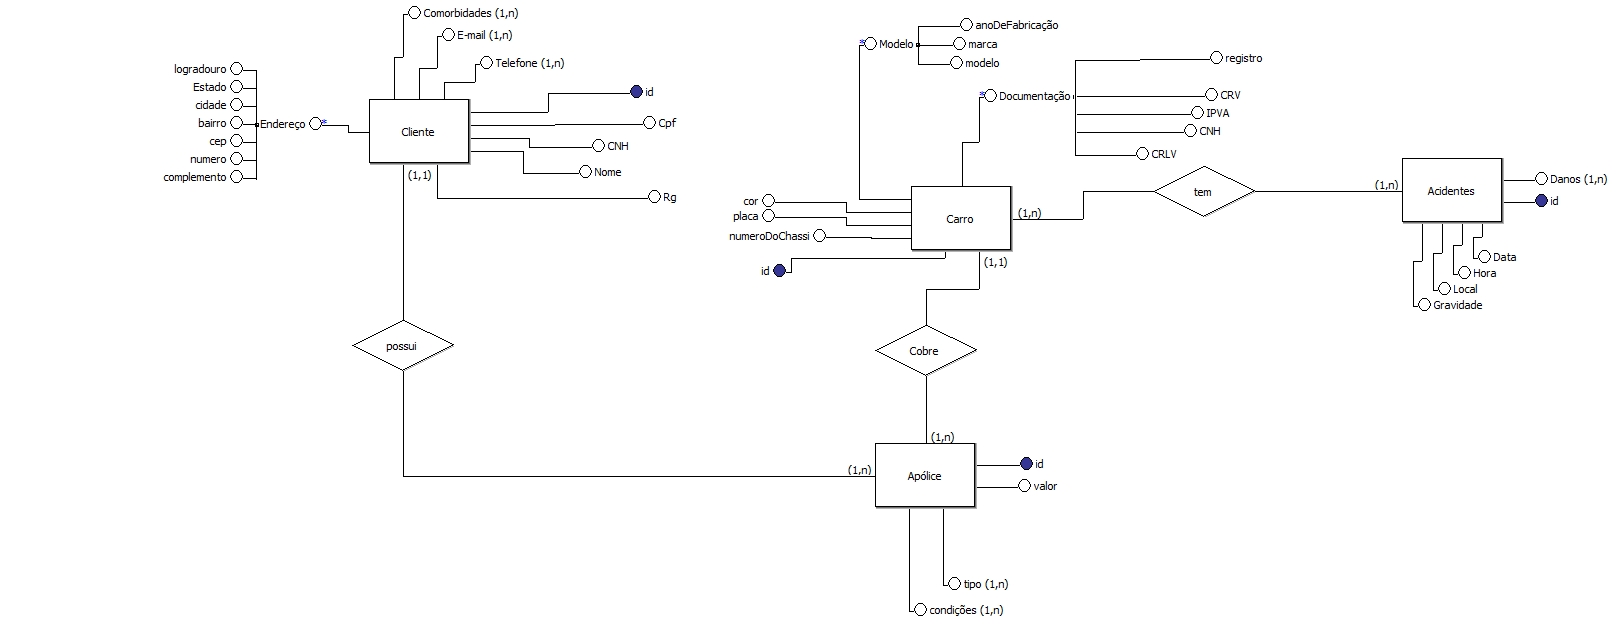 Comorbidades (1,n)
E-mail (1,n)
Telefone (1,n)
logradouro
Estado
cidade
bairro
cep
numero
complemento
Endereço
*
Cliente
id
Cpf
CNH
Nome
Rg
(1,1)
possui
(1,n)
* Modelo
anoDeFabricação
marca
modelo
* Documentação
registro
CRV
IPVA
CNH
CRLV
cor
placa
numeroDoChassi
id
Carro
(1,n)
(1,1)
tem
(1,n)
Acidentes
Danos (1,n)
id
Data
Hora
Local
Gravidade
Cobre
(1,n)
Apólice
id
valor
tipo (1,n)
condições (1,n)